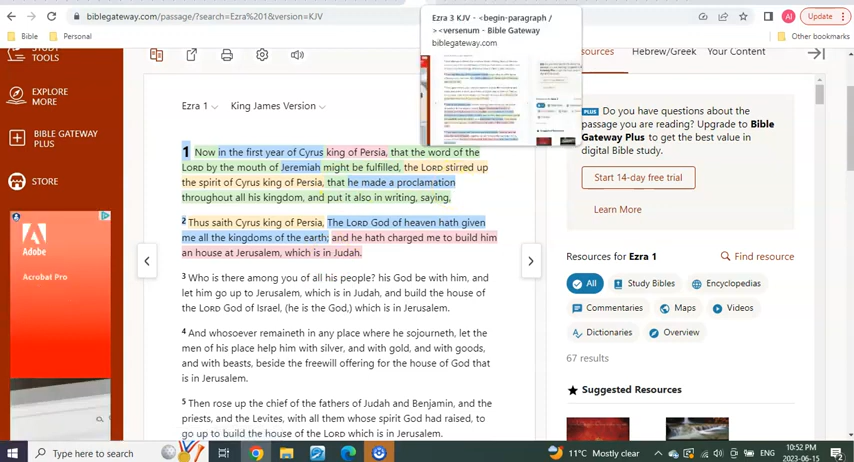 biblegateway.com/passage/?search=Ezra%201&version=KJV
AI
Update
Bible
Personal
Other bookmarks
Ezra 3 KJV - <begin-paragraph /
><versenum - Bible Gateway
biblegateway.com
STUDY
TOOLS
EXPLORE
MORE
BIBLE GATEWAY
PLUS
STORE
Adobe
Acrobat Pro
Ezra 1
King James Version
1 Now in the first year of Cyrus king of Persia, that the word of the
LORD by the mouth of Jeremiah might be fulfilled, the LORD stirred up
the spirit of Cyrus king of Persia, that he made a proclamation
throughout all his kingdom, and put it also in writing, saying,
2 Thus saith Cyrus king of Persia, The LORD God of heaven hath given
me all the kingdoms of the earth; and he hath charged me to build him
an house at Jerusalem, which is in Judah.
3 Who is there among you of all his people? his God be with him, and
let him go up to Jerusalem, which is in Judah, and build the house of
the LORD God of Israel, (he is the God,) which is in Jerusalem.
4 And whosoever remaineth in any place where he sojourneth, let the
men of his place help him with silver, and with gold, and with goods,
and with beasts, beside the freewill offering for the house of God that
is in Jerusalem.
5 Then rose up the chief of the fathers of Judah and Benjamin, and the
priests, and the Levites, with all them whose spirit God had raised, to
go up to build the house of the LORD which is in Jerusalem.
Hebrew/Greek
Your Content
PLUS Do you have questions about the
passage you are reading? Upgrade to Bible
Gateway Plus to get the best value in
digital Bible study.
Start 14-day free trial
Learn More
Resources for Ezra 1
Find resource
All
Study Bibles
Encyclopedias
Commentaries
Maps
Videos
Dictionaries
Overview
67 results
Suggested Resources
Type here to search
11°C Mostly clear
ENG
10:52 PM
2023-06-15
2